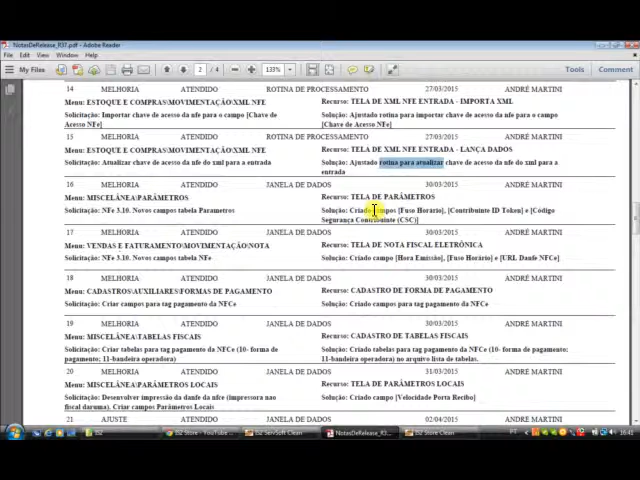 NotasDeRelease_R37.pdf - Adobe Reader
File Edit View Window Help
My Files 2 / 4 133% Tools Comment
14 MELHORIA ATENDIDO ROTINA DE PROCESSAMENTO 27/03/2015 ANDRÉ MARTINI
Menu: ESTOQUE E COMPRAS\MOVIMENTAÇÃO\XML NFE Recurso: TELA DE XML NFE ENTRADA - IMPORTA XML
Solicitação: Importar chave de acesso da nfe para o campo [Chave de Acesso NFe] Solução: Ajustado rotina para importar chave de acesso da nfe para o campo [Chave de Acesso NFe]
15 MELHORIA ATENDIDO ROTINA DE PROCESSAMENTO 27/03/2015 ANDRÉ MARTINI
Menu: ESTOQUE E COMPRAS\MOVIMENTAÇÃO\XML NFE Recurso: TELA DE XML NFE ENTRADA - LANÇA DADOS
Solicitação: Atualizar chave de acesso da nfe do xml para a entrada Solução: Ajustado rotina para atualizar chave de acesso da nfe do xml para a entrada
16 MELHORIA ATENDIDO JANELA DE DADOS 30/03/2015 ANDRÉ MARTINI
Menu: MISCELÂNEA\PARÂMETROS Recurso: TELA DE PARÂMETROS
Solicitação: NFe 3.10. Novos campos tabela Parametros Solução: Criado campos [Fuso Horário], [Contribuinte ID Token] e [Código Segurança Contribuinte (CSC)]
17 MELHORIA ATENDIDO JANELA DE DADOS 30/03/2015 ANDRÉ MARTINI
Menu: VENDAS E FATURAMENTO\MOVIMENTAÇÃO\NOTA Recurso: TELA DE NOTA FISCAL ELETRÔNICA
Solicitação: NFe 3.10. Novos campos tabela NFe Solução: Criado campo [Hora Emissão], [Fuso Horário] e [URL Danfe NFCe]
18 MELHORIA ATENDIDO JANELA DE DADOS 30/03/2015 ANDRÉ MARTINI
Menu: CADASTROS\AUXILIARES\FORMAS DE PAGAMENTO Recurso: CADASTRO DE FORMA DE PAGAMENTO
Solicitação: Criar campos para tag pagamento da NFCe Solução: Criado campos para tag pagamento da NFCe
19 MELHORIA ATENDIDO JANELA DE DADOS 30/03/2015 ANDRÉ MARTINI
Menu: MISCELÂNEA\TABELAS FISCAIS Recurso: CADASTRO DE TABELAS FISCAIS
Solicitação: Criar tabelas para tag pagamento da NFCe (10- forma de pagamento; 11-bandeira operadora) Solução: Criado tabelas para tag pagamento da NFCe (10- forma de pagamento; 11-bandeira operadora) no arquivo lista de tabelas.
20 MELHORIA ATENDIDO JANELA DE DADOS 31/03/2015 ANDRÉ MARTINI
Menu: MISCELÂNEA\PARÂMETROS LOCAIS Recurso: TELA DE PARÂMETROS LOCAIS
Solicitação: Desenvolver impressão da danfe da nfce (impressora nao fiscal daruma). Criar campos Parâmetros Locais Solução: Criado campo [Velocidade Porta Recibo]
21 AJUSTE ATENDIDO JANELA DE DADOS 02/04/2015 ANDRÉ MARTINI
ISZ ISZ - YouTube ... ISZ ServSoft Clean NotasDeRelease_R3... ISZ Store Clean PT 16:41